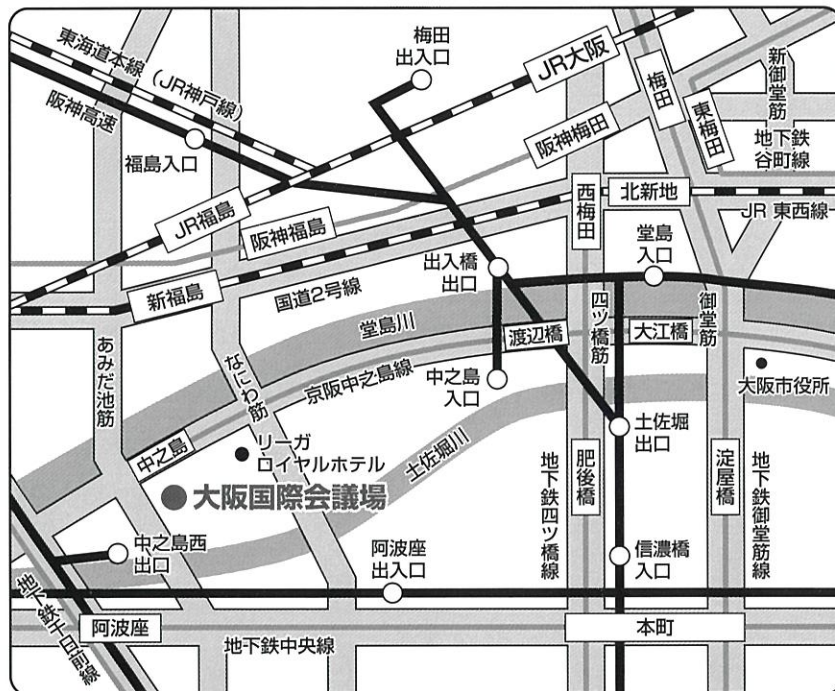 東海道本線（JR神戸線）
阪神高速
福島入口
梅田
出入口
JR大阪
阪神梅田
梅田
東梅田
新御堂筋
地下鉄
谷町線
JR福島
阪神福島
西梅田
北新地
JR 東西線
新福島
国道2号線
出入橋
出口
堂島
入口
あみだ池筋
なにわ筋
堂島川
渡辺橋
四ツ橋筋
大江橋
御堂筋
京阪中之島線
中之島
入口
大阪市役所
中之島
リーガ
ロイヤルホテル
土佐堀川
土佐堀
出口
大阪国際会議場
地下鉄四ツ橋線
肥後橋
淀屋橋
地下鉄御堂筋線
中之島西
出口
阿波座
出入口
信濃橋
入口
地下鉄千日前線
阿波座
地下鉄中央線
本町